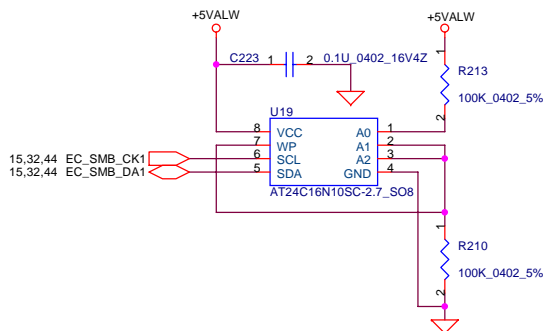 +5VALW
+5VALW
C223 1 2 0.1U_0402_16V4Z
1
R213
100K_0402_5%
2
U19
8 VCC A0 1
7 WP A1 2
15,32,44 EC_SMB_CK1 6 SCL A2 3
15,32,44 EC_SMB_DA1 5 SDA GND 4
AT24C16N10SC-2.7_SO8
1
R210
100K_0402_5%
2